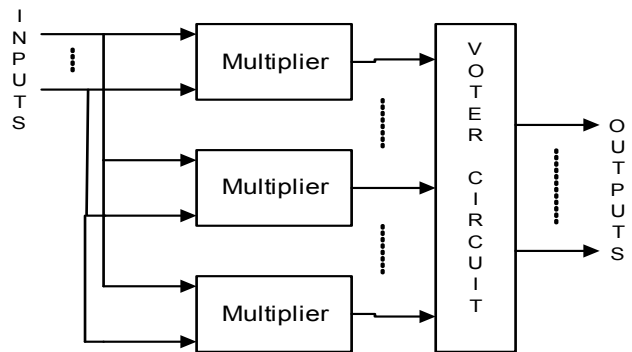 INPUTS
Multiplier
Multiplier
Multiplier
VOTER CIRCUIT
OUTPUTS